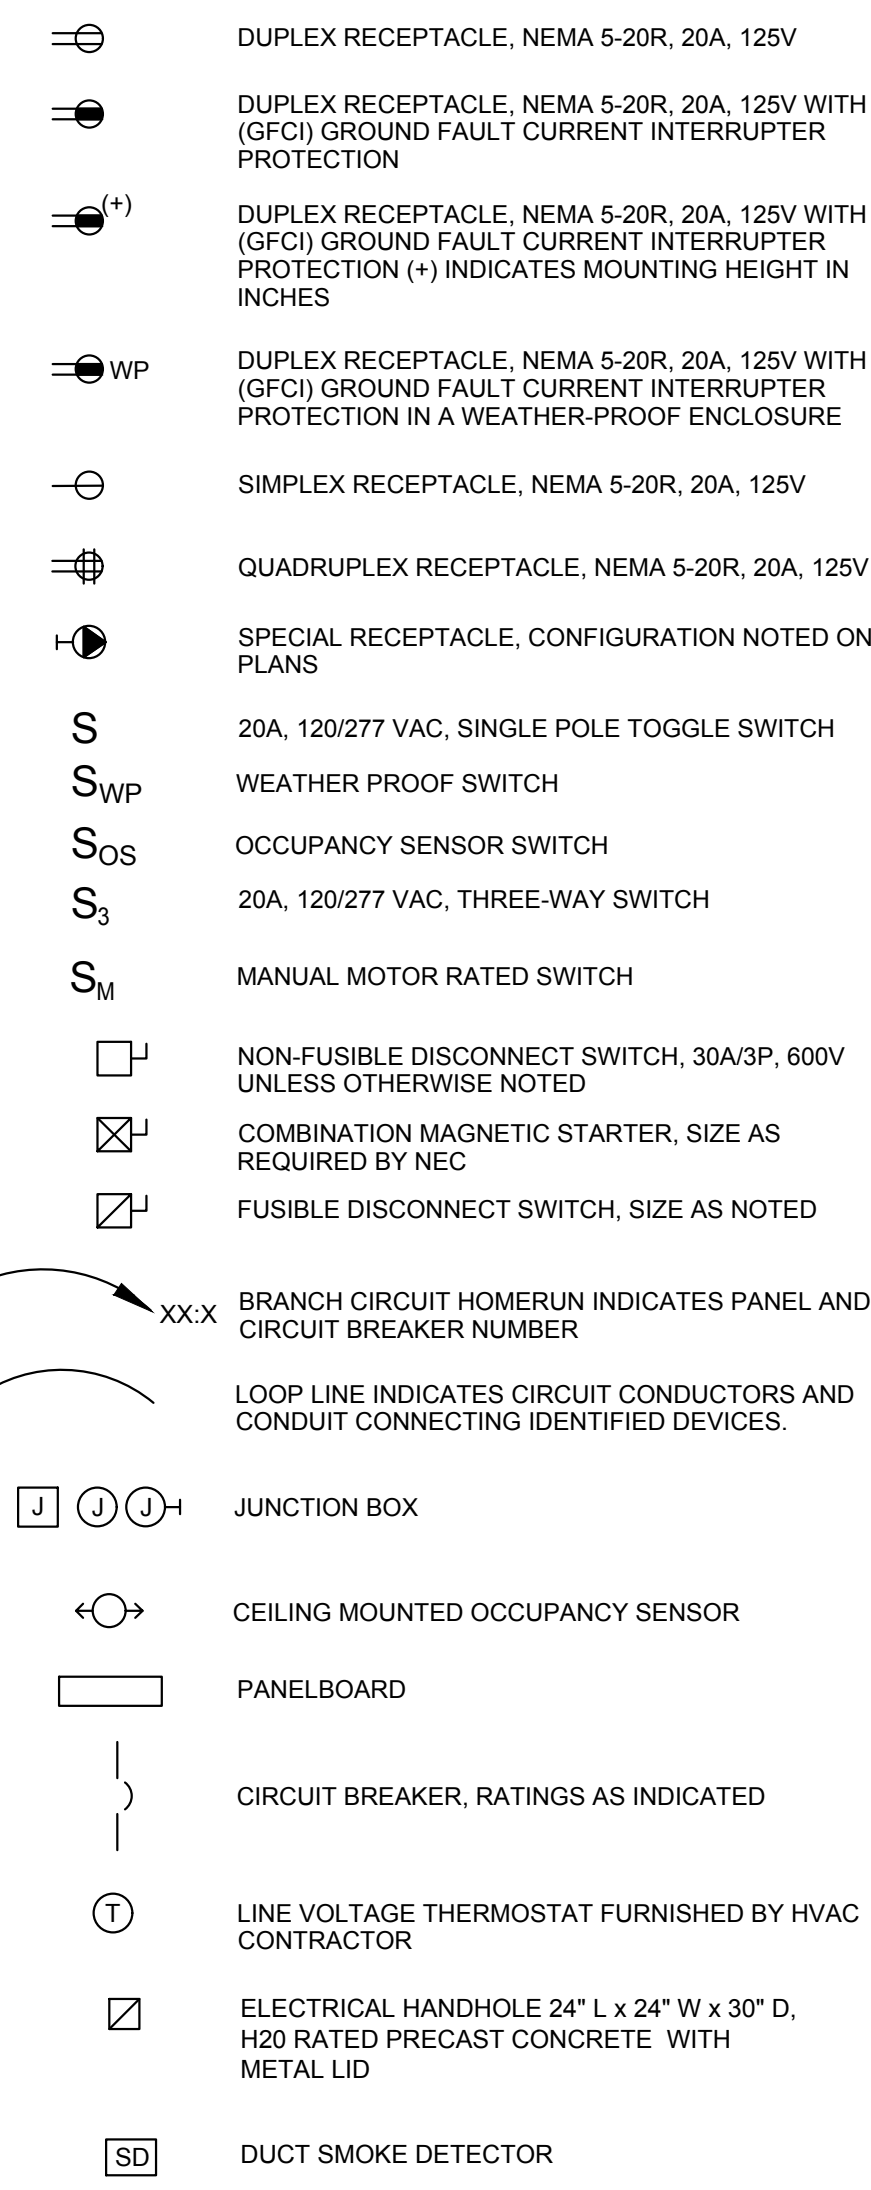 DUPLEX RECEPTACLE, NEMA 5-20R, 20A, 125V
DUPLEX RECEPTACLE, NEMA 5-20R, 20A, 125V WITH
(GFCI) GROUND FAULT CURRENT INTERRUPTER
PROTECTION
(+)
DUPLEX RECEPTACLE, NEMA 5-20R, 20A, 125V WITH
(GFCI) GROUND FAULT CURRENT INTERRUPTER
PROTECTION (+) INDICATES MOUNTING HEIGHT IN
INCHES
WP
DUPLEX RECEPTACLE, NEMA 5-20R, 20A, 125V WITH
(GFCI) GROUND FAULT CURRENT INTERRUPTER
PROTECTION IN A WEATHER-PROOF ENCLOSURE
SIMPLEX RECEPTACLE, NEMA 5-20R, 20A, 125V
QUADRUPLEX RECEPTACLE, NEMA 5-20R, 20A, 125V
SPECIAL RECEPTACLE, CONFIGURATION NOTED ON
PLANS
S 20A, 120/277 VAC, SINGLE POLE TOGGLE SWITCH
SWP WEATHER PROOF SWITCH
SOS OCCUPANCY SENSOR SWITCH
S3 20A, 120/277 VAC, THREE-WAY SWITCH
SM MANUAL MOTOR RATED SWITCH
NON-FUSIBLE DISCONNECT SWITCH, 30A/3P, 600V
UNLESS OTHERWISE NOTED
COMBINATION MAGNETIC STARTER, SIZE AS
REQUIRED BY NEC
FUSIBLE DISCONNECT SWITCH, SIZE AS NOTED
XX:X BRANCH CIRCUIT HOMERUN INDICATES PANEL AND
CIRCUIT BREAKER NUMBER
LOOP LINE INDICATES CIRCUIT CONDUCTORS AND
CONDUIT CONNECTING IDENTIFIED DEVICES.
J J J JUNCTION BOX
CEILING MOUNTED OCCUPANCY SENSOR
PANELBOARD
CIRCUIT BREAKER, RATINGS AS INDICATED
T LINE VOLTAGE THERMOSTAT FURNISHED BY HVAC
CONTRACTOR
ELECTRICAL HANDHOLE 24" L x 24" W x 30" D,
H20 RATED PRECAST CONCRETE WITH
METAL LID
SD DUCT SMOKE DETECTOR